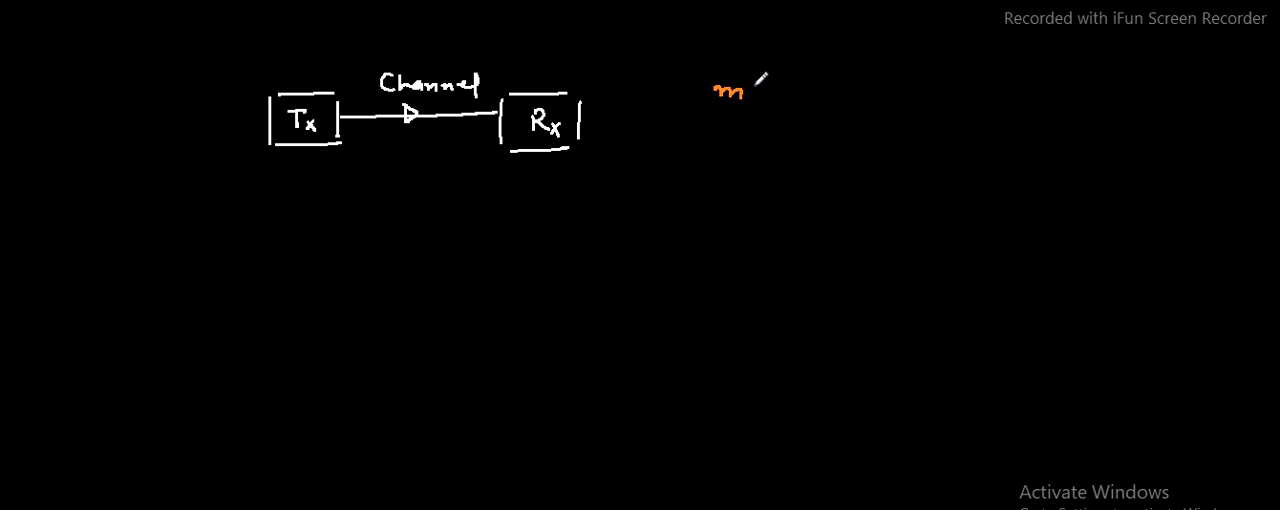 Recorded with iFun Screen Recorder
Channel
Tx
Rx
m
Activate Windows